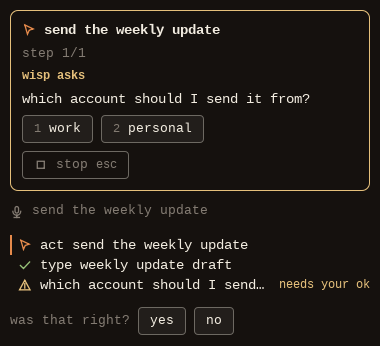 send the weekly update
step 1/1
wisp asks
which account should I send it from?
1 work 2 personal
stop esc
send the weekly update
act send the weekly update
type weekly update draft
which account should I send… needs your ok
was that right? yes no